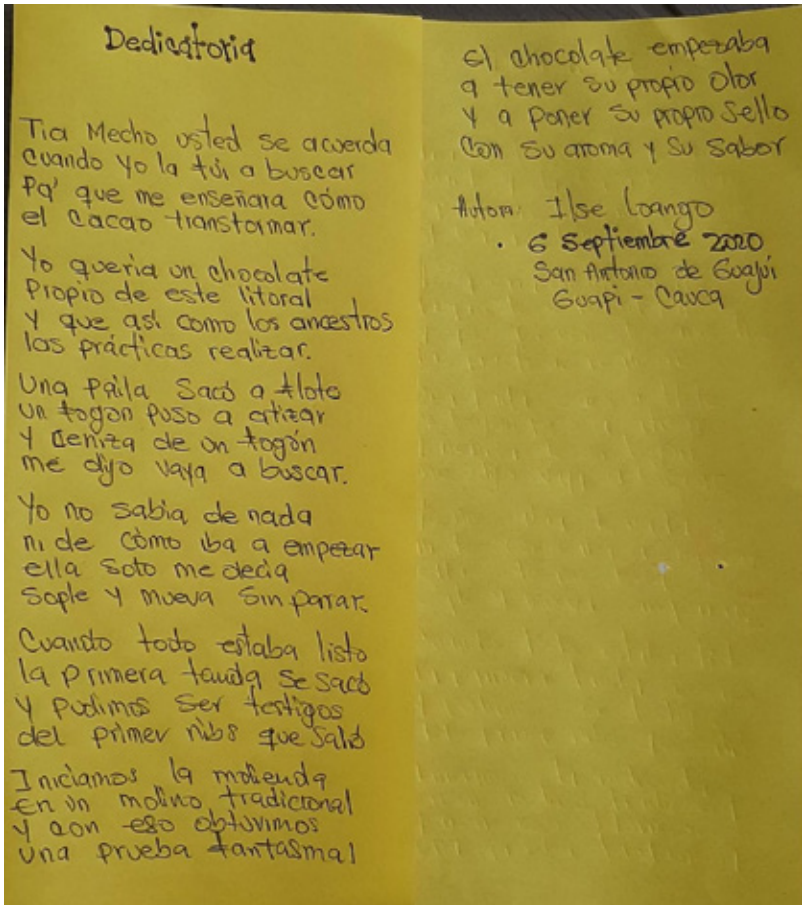 Dedicatoria
Tia Mecho usted se acuerda
cuando yo la fui a buscar
Pa' que me enseñara cómo
el cacao transformar.
Yo queria un chocolate
Propio de este litoral
Y que así como los ancestros
las prácticas realizar.
Una Paila Sacó a flote
un fogon puso a atizar
Y ceniza de un fogón
me dijo vaya a buscar.
Yo no sabia de nada
ni de cómo iba a empezar
ella solo me decia
Sople y mueva Sin parar.
Cuando todo estaba listo
la primera tauda se sacó
y pudimos ser testigos
del primer nibs que salió
Iniciamos la molienda
en un molino tradicional
y con eso obtuvimos
una prueba fantasmal
El chocolate empezaba
a tener su propio olor
Y a poner su propio sello
Con su aroma y su sabor
Autora: Ilse Loango
. 6 Septiembre 2020
San Antonio de Guajuí
Guapi - Cauca